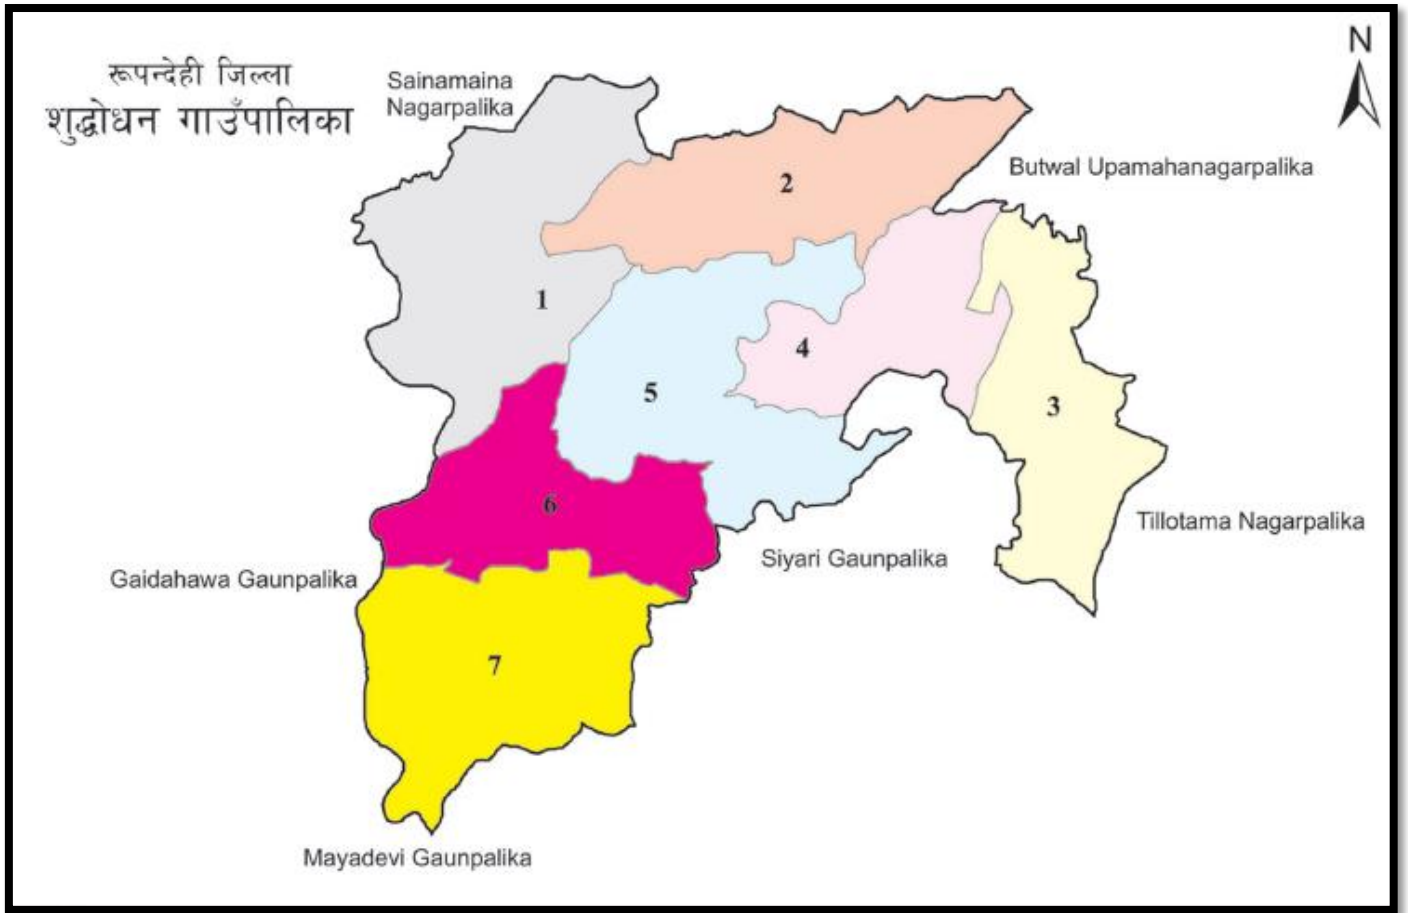 रूपन्देही जिल्ला
शुद्धोधन गाउँपालिका
Sainamaina
Nagarpalika
N
Butwal Upamahanagarpalika
2
1
4
5
3
6
Tillotama Nagarpalika
Siyari Gaunpalika
Gaidahawa Gaunpalika
7
Mayadevi Gaunpalika